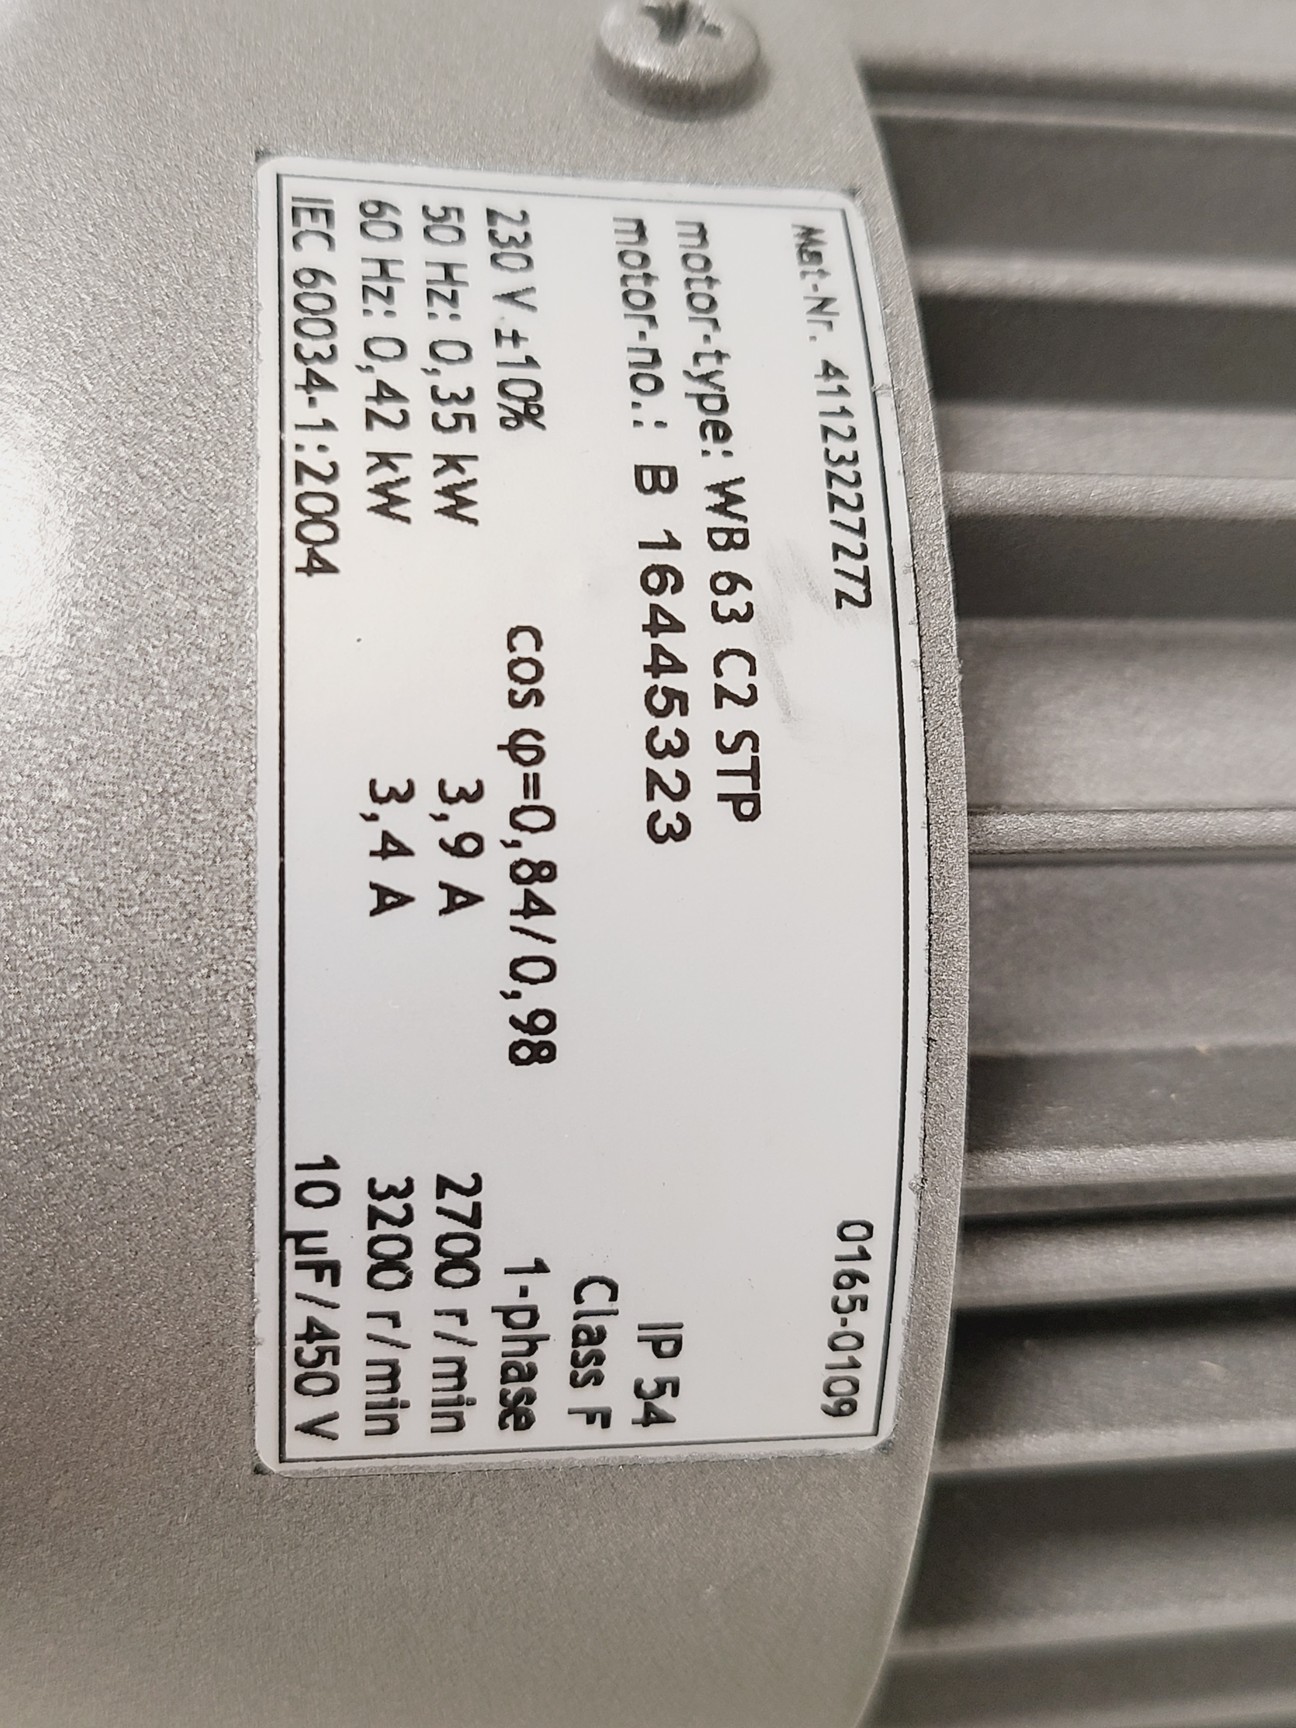 Mat-Nr. 4112327272 0165-0109
motor-type: WB 63 C2 STP
motor-no.: B 16445323 IP 54
Class F
230 V ±10% cos φ=0,84/0,98 1-phase
50 Hz: 0,35 kW 3,9 A 2700 r/min
60 Hz: 0,42 kW 3,4 A 3200 r/min
IEC 60034-1:2004 10 µF/450 V